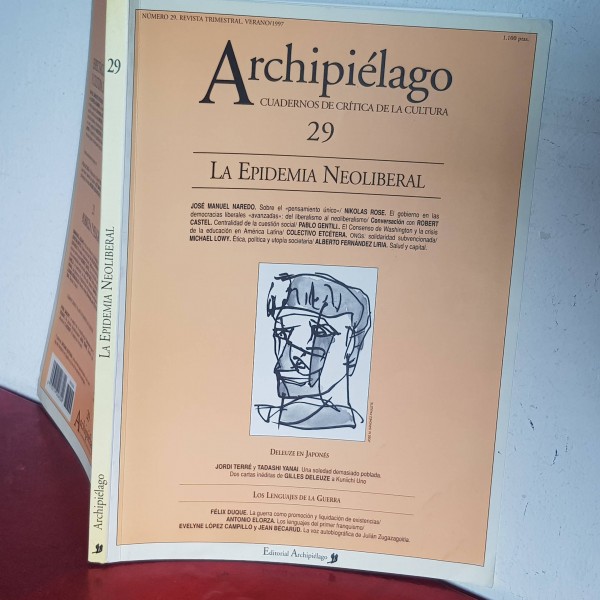 NÚMERO 29. REVISTA TRIMESTRAL. VERANO/1997
1.100 ptas.
Archipiélago
CUADERNOS DE CRÍTICA DE LA CULTURA
29
LA EPIDEMIA NEOLIBERAL
JOSÉ MANUEL NAREDO. Sobre el «pensamiento único»/ NIKOLAS ROSE. El gobierno en las
democracias liberales «avanzadas»: del liberalismo al neoliberalismo/ Conversación con ROBERT
CASTEL. Centralidad de la cuestión social/ PABLO GENTILI. El Consenso de Washington y la crisis
de la educación en América Latina/ COLECTIVO ETCÉTERA. ONGs: solidaridad subvencionada/
MICHAEL LOWY. Ética, política y utopía societaria/ ALBERTO FERNÁNDEZ LIRIA. Salud y capital.
DELEUZE EN JAPONÉS
JORDI TERRÉ y TADASHI YANAI. Una soledad demasiado poblada.
Dos cartas inéditas de GILLES DELEUZE a Kuniichi Uno
LOS LENGUAJES DE LA GUERRA
FÉLIX DUQUE. La guerra como promoción y liquidación de existencias/
ANTONIO ELORZA. Los lenguajes del primer franquismo/
EVELYNE LÓPEZ CAMPILLO y JEAN BECARUD. La voz autobiográfica de Julián Zugazagoitia.
Editorial Archipiélago
29
LA EPIDEMIA NEOLIBERAL
Archipiélago